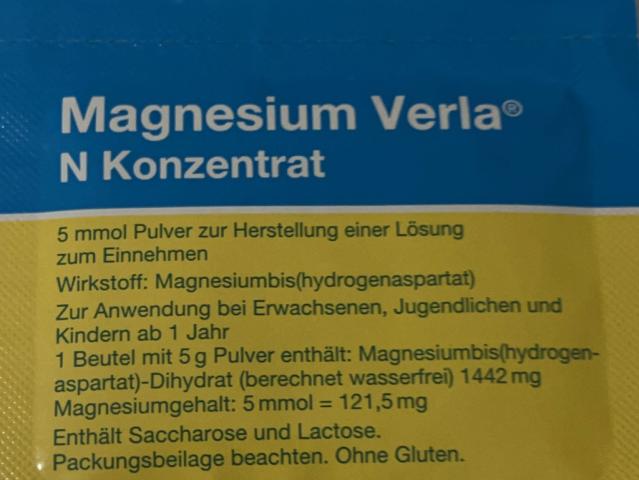 Magnesium Verla®
N Konzentrat
5 mmol Pulver zur Herstellung einer Lösung
zum Einnehmen
Wirkstoff: Magnesiumbis(hydrogenaspartat)
Zur Anwendung bei Erwachsenen, Jugendlichen und
Kindern ab 1 Jahr
1 Beutel mit 5 g Pulver enthält: Magnesiumbis(hydrogen-
aspartat)-Dihydrat (berechnet wasserfrei) 1442 mg
Magnesiumgehalt: 5 mmol = 121,5 mg
Enthält Saccharose und Lactose.
Packungsbeilage beachten. Ohne Gluten.